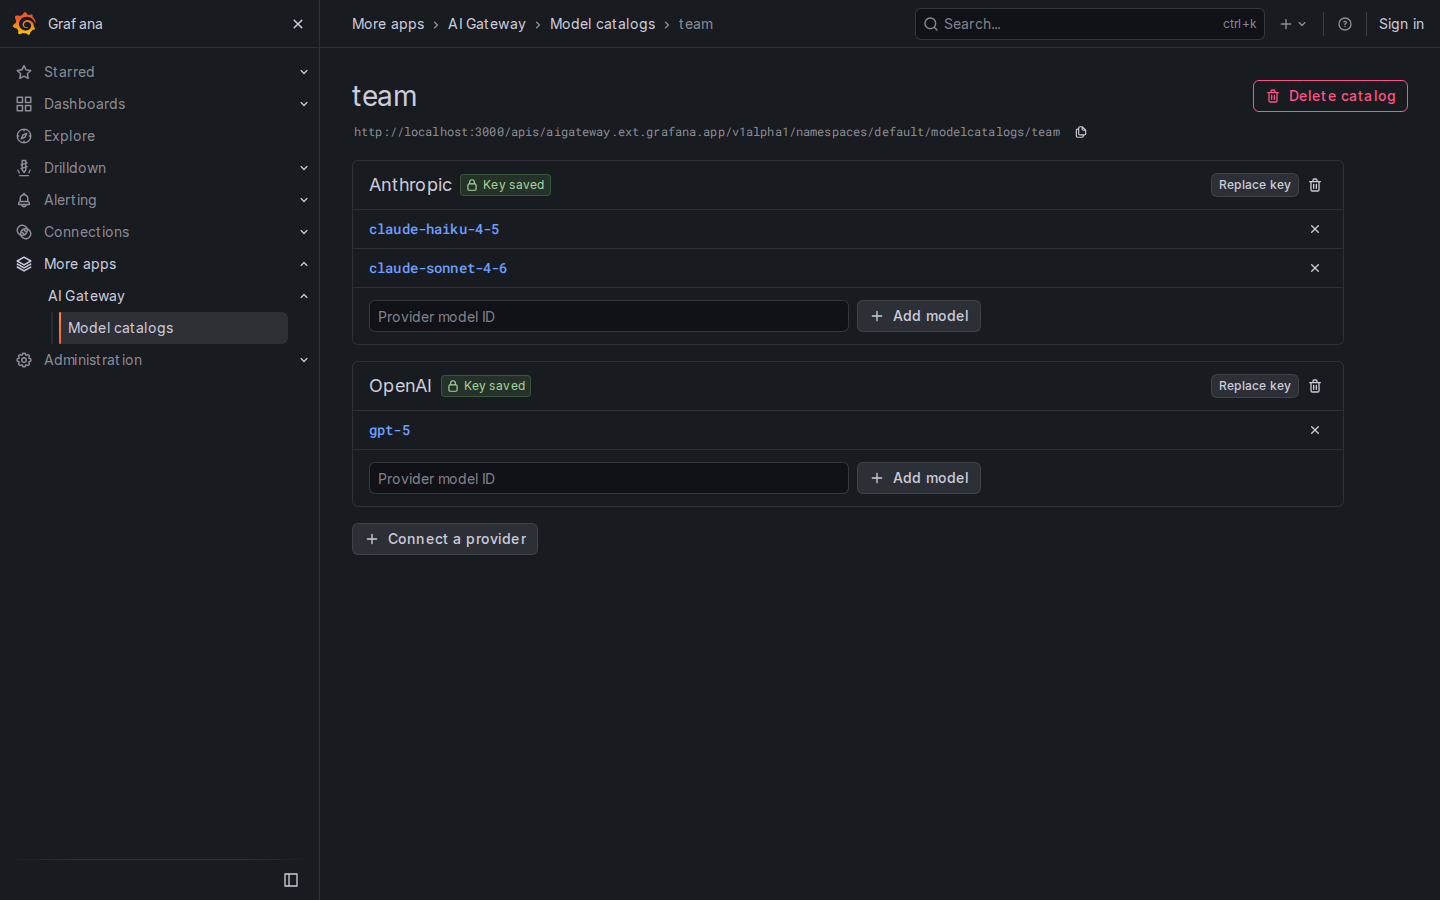 Grafana
More apps › AI Gateway › Model catalogs › team
Search...
ctrl+k
Sign in
Starred
Dashboards
Explore
Drilldown
Alerting
Connections
More apps
AI Gateway
Model catalogs
Administration
team
Delete catalog
http://localhost:3000/apis/aigateway.ext.grafana.app/v1alpha1/namespaces/default/modelcatalogs/team
Anthropic
Key saved
Replace key
claude-haiku-4-5
claude-sonnet-4-6
Provider model ID
Add model
OpenAI
Key saved
Replace key
gpt-5
Provider model ID
Add model
Connect a provider